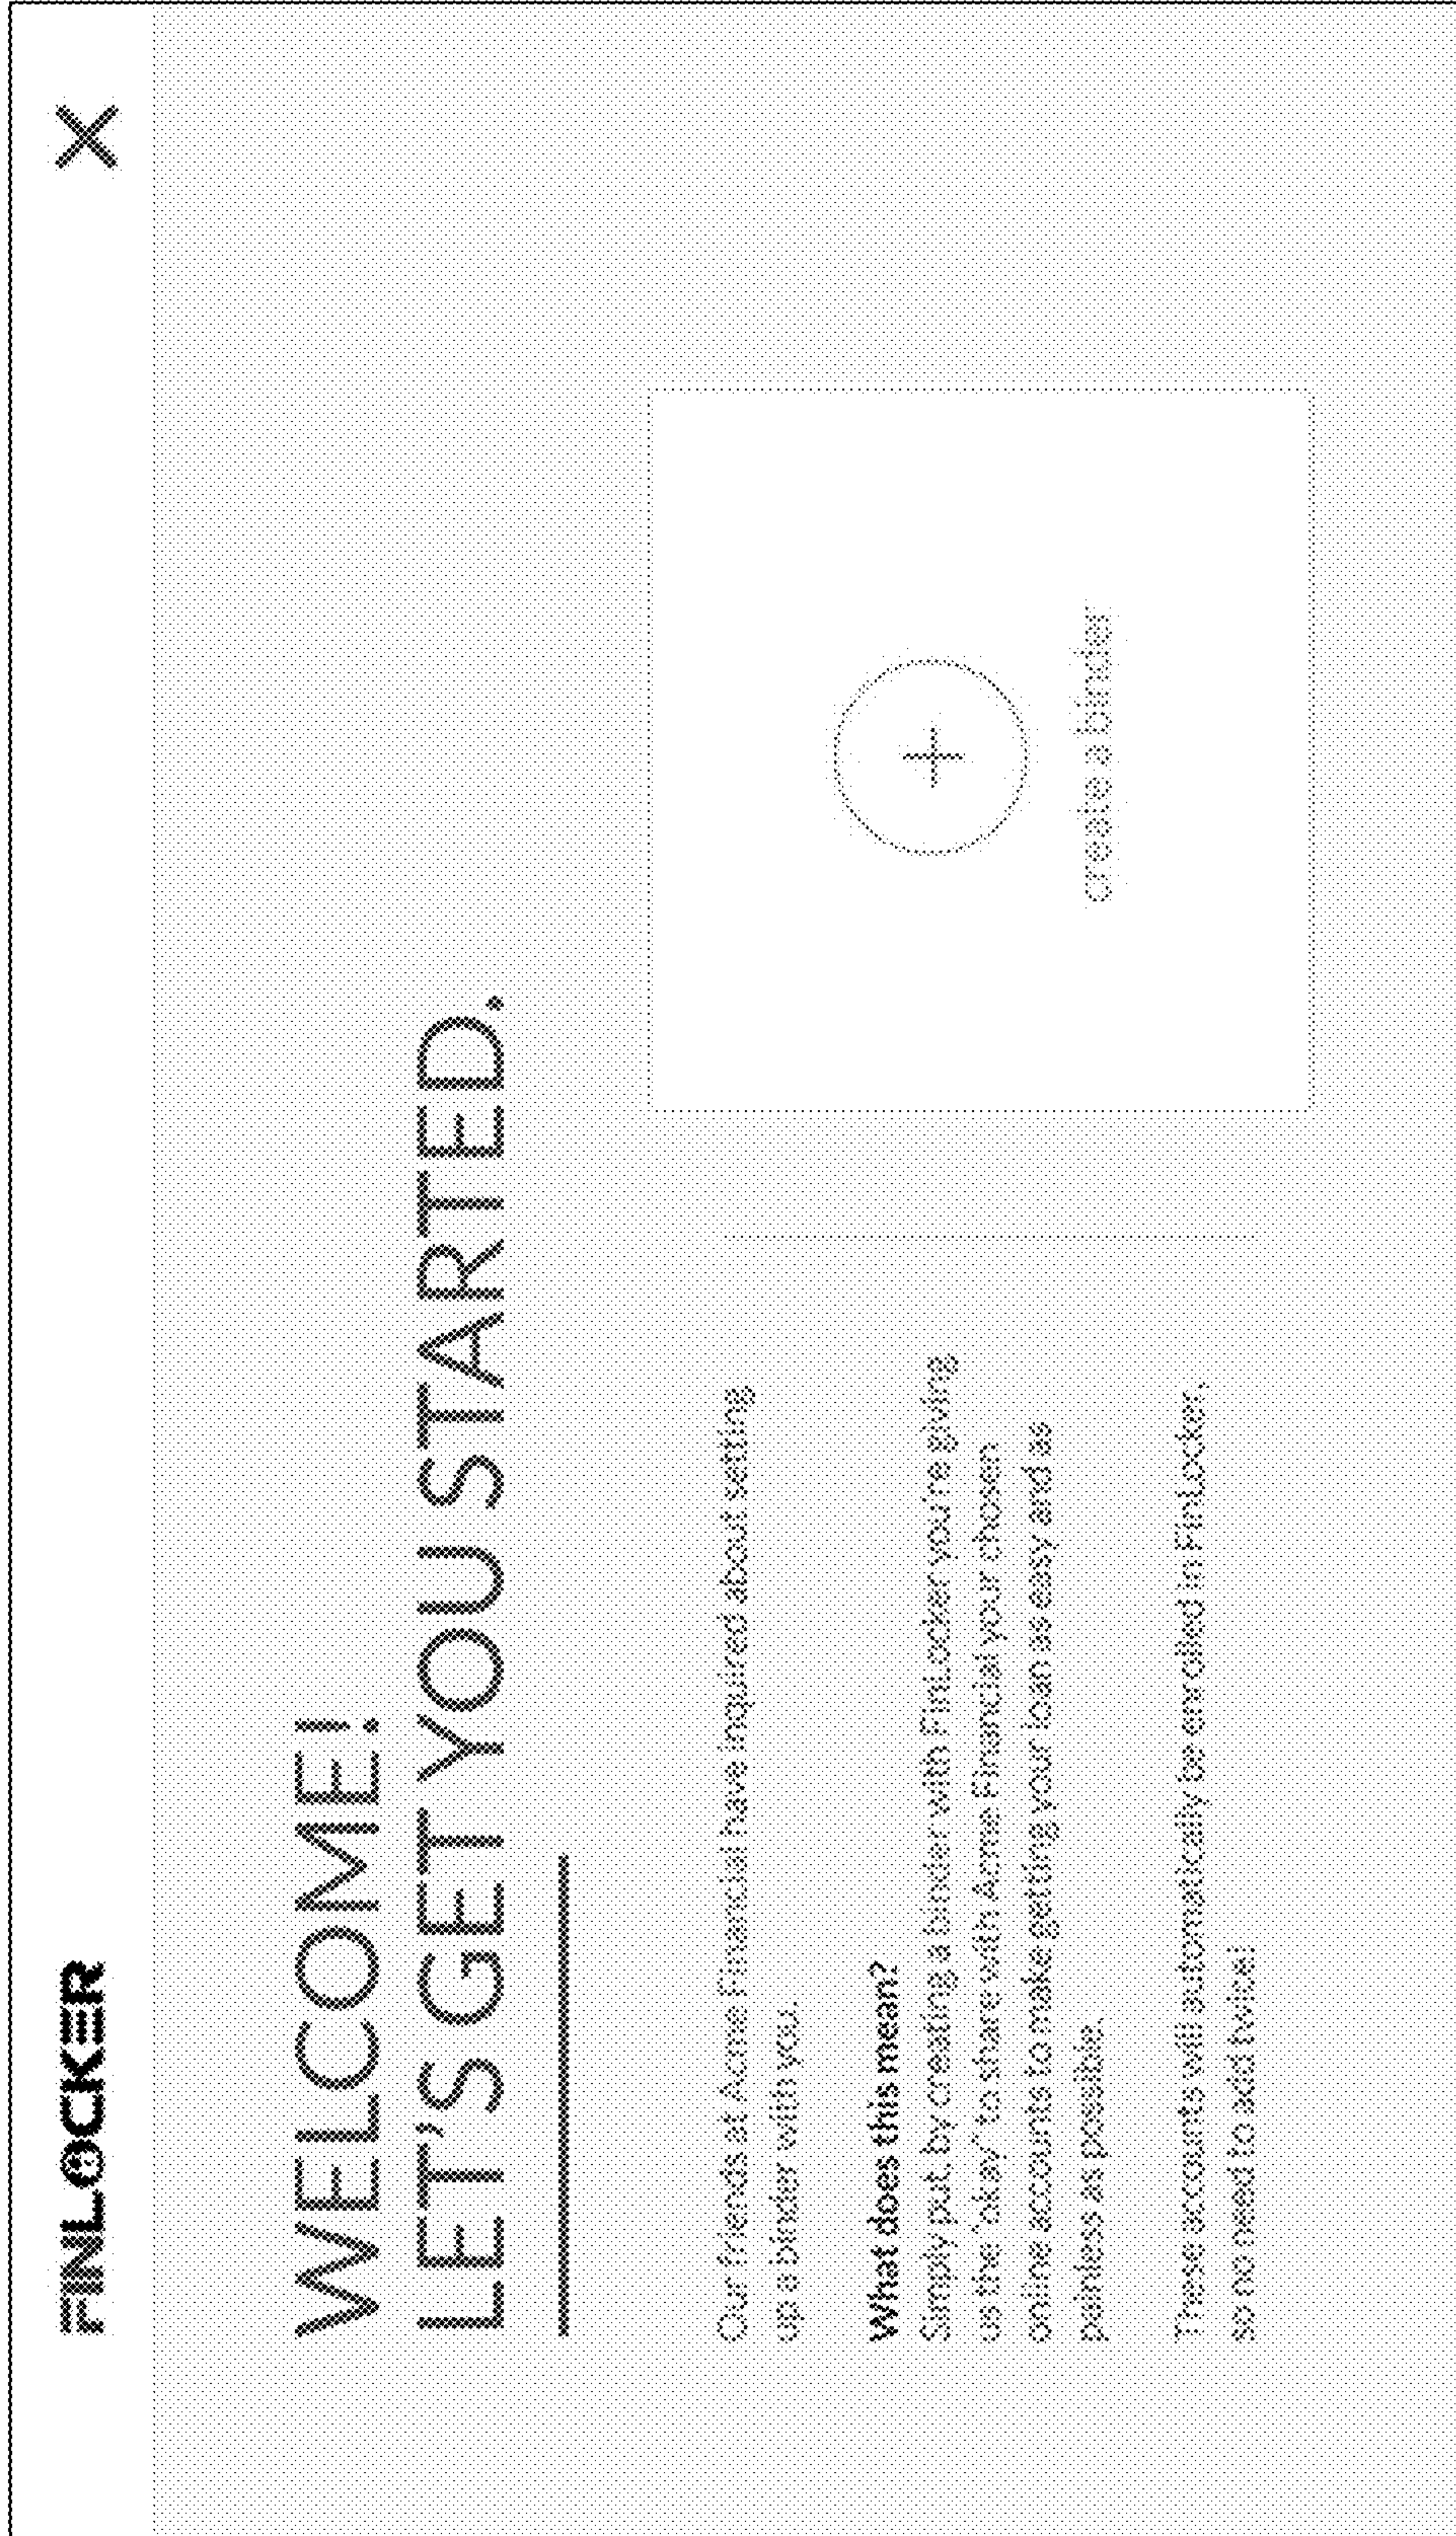 FINLOCKER
WELCOME!
LET'S GET YOU STARTED.
Our friends at Acme Financial have inquired about setting
up a binder with you.
What does this mean?
Simply put, by creating a binder with FinLocker you're giving
us the "okay" to share with Acme Financial your chosen
online accounts to make getting your loan as easy and as
painless as possible.
These accounts will automatically be enrolled in FinLocker,
so no need to add twice!
create a binder